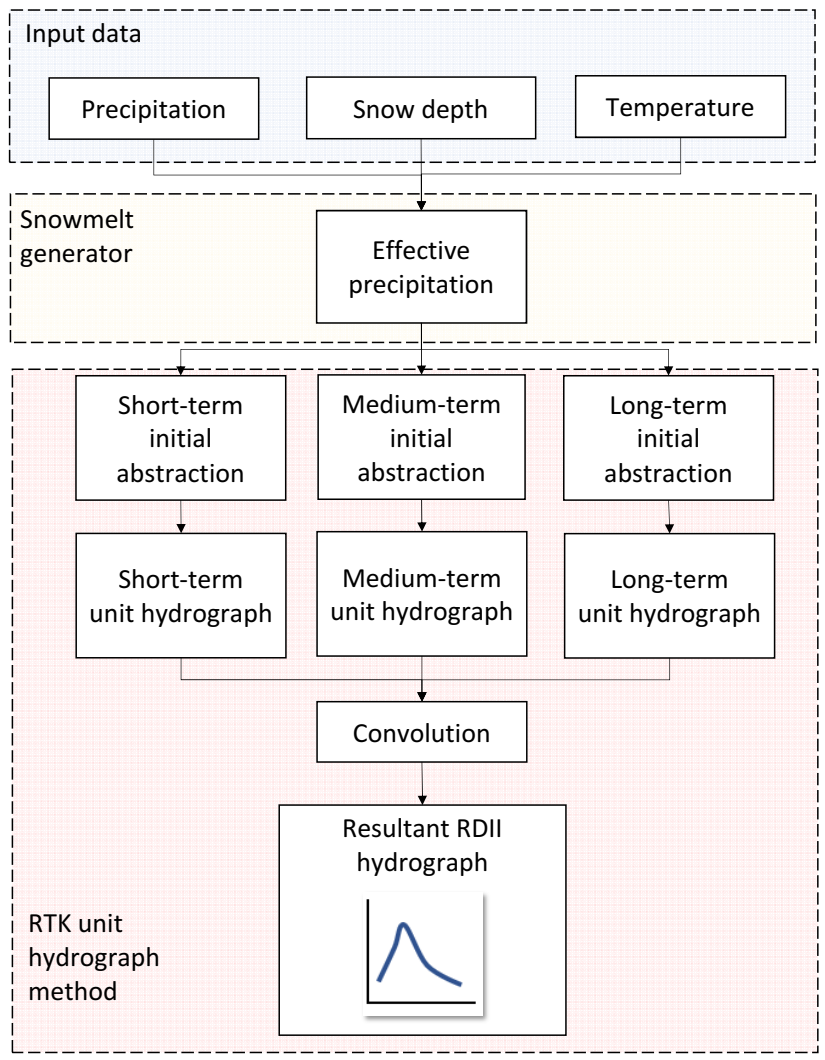 Input data
Precipitation
Snow depth
Temperature
Snowmelt
generator
Effective
precipitation
Short-term
initial
abstraction
Medium-term
initial
abstraction
Long-term
initial
abstraction
Short-term
unit hydrograph
Medium-term
unit hydrograph
Long-term
unit hydrograph
Convolution
Resultant RDII
hydrograph
RTK unit
hydrograph
method